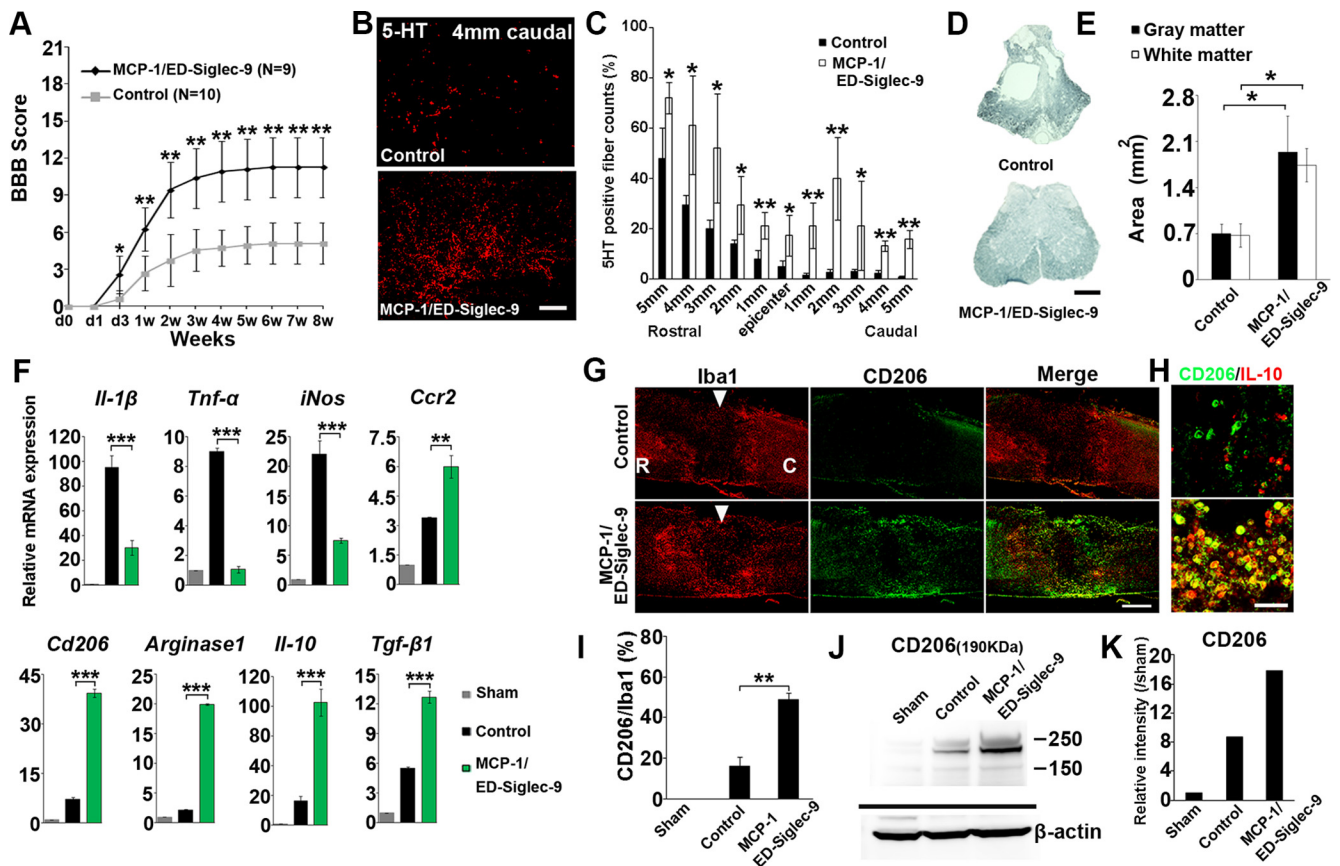 A
BBB Score
21
18
15
12
9
6
3
0
MCP-1/ED-Siglec-9 (N=9)
Control (N=10)
* ** ** ** ** ** ** ** **
d0 d1 d3 1w 2w 3w 4w 5w 6w 7w 8w
Weeks
B
5-HT 4mm caudal
Control
MCP-1/ED-Siglec-9
C
5HT positive fiber counts (%)
100
80
60
40
20
0
Control
MCP-1/
ED-Siglec-9
* * * * ** * ** ** * ** **
5mm 4mm 3mm 2mm 1mm epicenter 1mm 2mm 3mm 4mm 5mm
Rostral Caudal
D
Control
MCP-1/ED-Siglec-9
E
Gray matter
White matter
Area (mm²)
2.8
2.1
1.4
0.7
0
*
*
Control
MCP-1/
ED-Siglec-9
F
Relative mRNA expression
Il-1β
120
100
80
60
40
20
0
***
Tnf-α
10
8
6
4
2
0
***
iNos
25
20
15
10
5
0
***
Ccr2
7.5
6.0
4.5
3.0
1.5
0
**
Cd206
45
30
15
0
***
Arginase1
25
20
15
10
5
0
***
Il-10
120
100
80
60
40
20
0
***
Tgf-β1
15
12
9
6
3
0
***
Sham
Control
MCP-1/
ED-Siglec-9
G
Iba1 CD206 Merge
Control
R C
MCP-1/
ED-Siglec-9
H
CD206/IL-10
I
CD206/Iba1 (%)
80
60
40
20
0
**
Sham
Control
MCP-1
ED-Siglec-9
J
CD206(190KDa)
Sham
Control
MCP-1/
ED-Siglec-9
–250
–150
β-actin
K
CD206
Relative intensity (/sham)
20
16
12
8
4
0
Sham
Control
MCP-1/
ED-Siglec-9